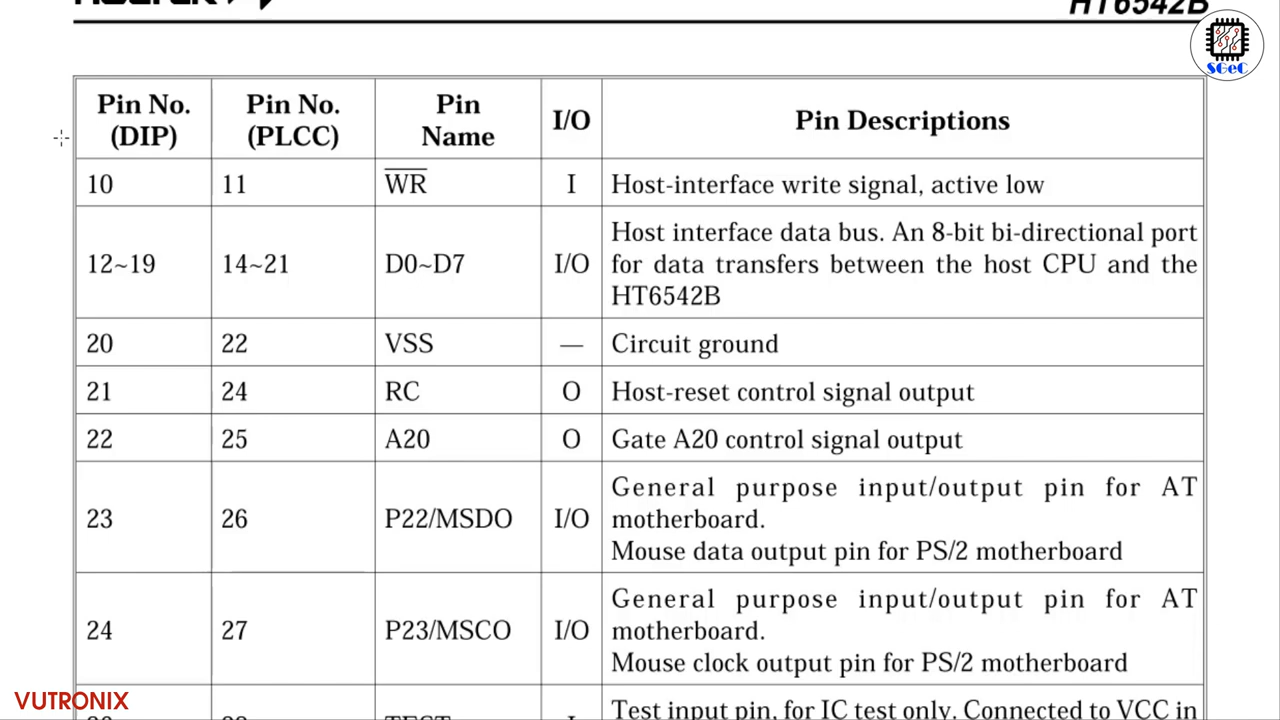 HT6542B
SGeC
Pin No. (DIP) Pin No. (PLCC) Pin Name I/O Pin Descriptions
10 11 WR I Host-interface write signal, active low
12~19 14~21 D0~D7 I/O Host interface data bus. An 8-bit bi-directional port
for data transfers between the host CPU and the
HT6542B
20 22 VSS — Circuit ground
21 24 RC O Host-reset control signal output
22 25 A20 O Gate A20 control signal output
23 26 P22/MSDO I/O General purpose input/output pin for AT
motherboard.
Mouse data output pin for PS/2 motherboard
24 27 P23/MSCO I/O General purpose input/output pin for AT
motherboard.
Mouse clock output pin for PS/2 motherboard
Test input pin, for IC test only. Connected to VCC in
VUTRONIX